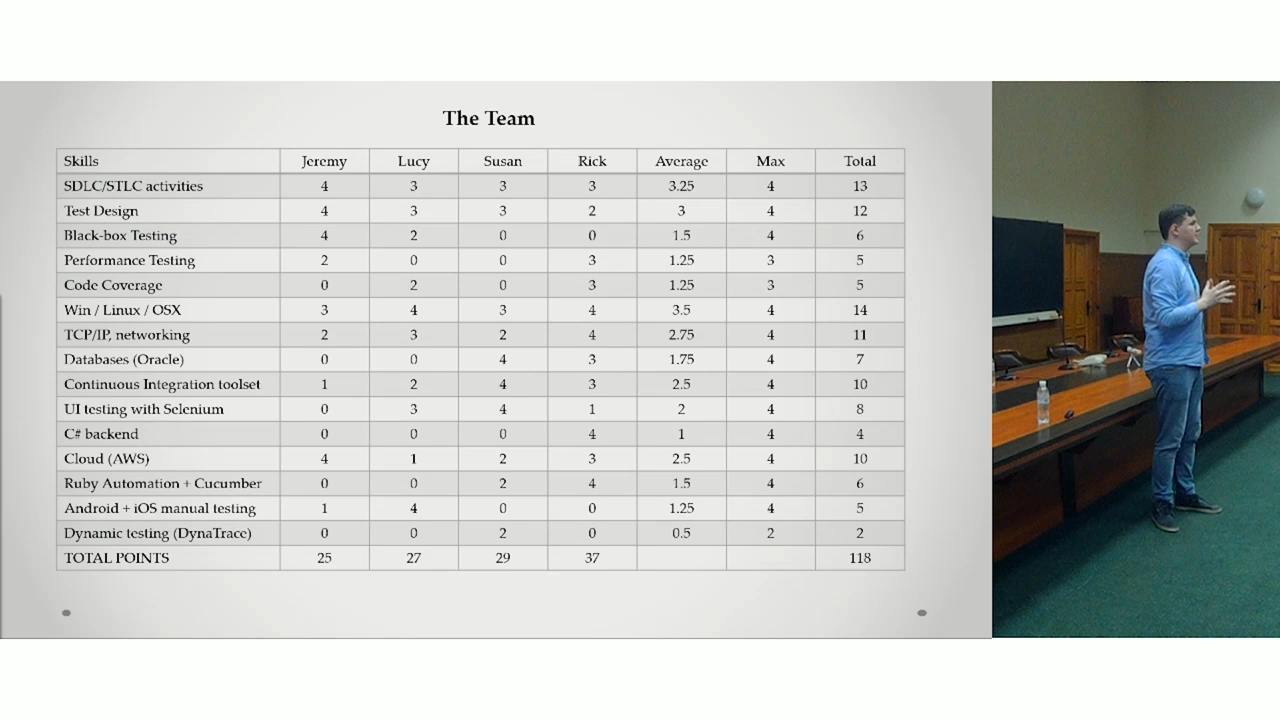 The Team
Skills Jeremy Lucy Susan Rick Average Max Total
SDLC/STLC activities 4 3 3 3 3.25 4 13
Test Design 4 3 3 2 3 4 12
Black-box Testing 4 2 0 0 1.5 4 6
Performance Testing 2 0 0 3 1.25 3 5
Code Coverage 0 2 0 3 1.25 3 5
Win / Linux / OSX 3 4 3 4 3.5 4 14
TCP/IP, networking 2 3 2 4 2.75 4 11
Databases (Oracle) 0 0 4 3 1.75 4 7
Continuous Integration toolset 1 2 4 3 2.5 4 10
UI testing with Selenium 0 3 4 1 2 4 8
C# backend 0 0 0 4 1 4 4
Cloud (AWS) 4 1 2 3 2.5 4 10
Ruby Automation + Cucumber 0 0 2 4 1.5 4 6
Android + iOS manual testing 1 4 0 0 1.25 4 5
Dynamic testing (DynaTrace) 0 0 2 0 0.5 2 2
TOTAL POINTS 25 27 29 37 118